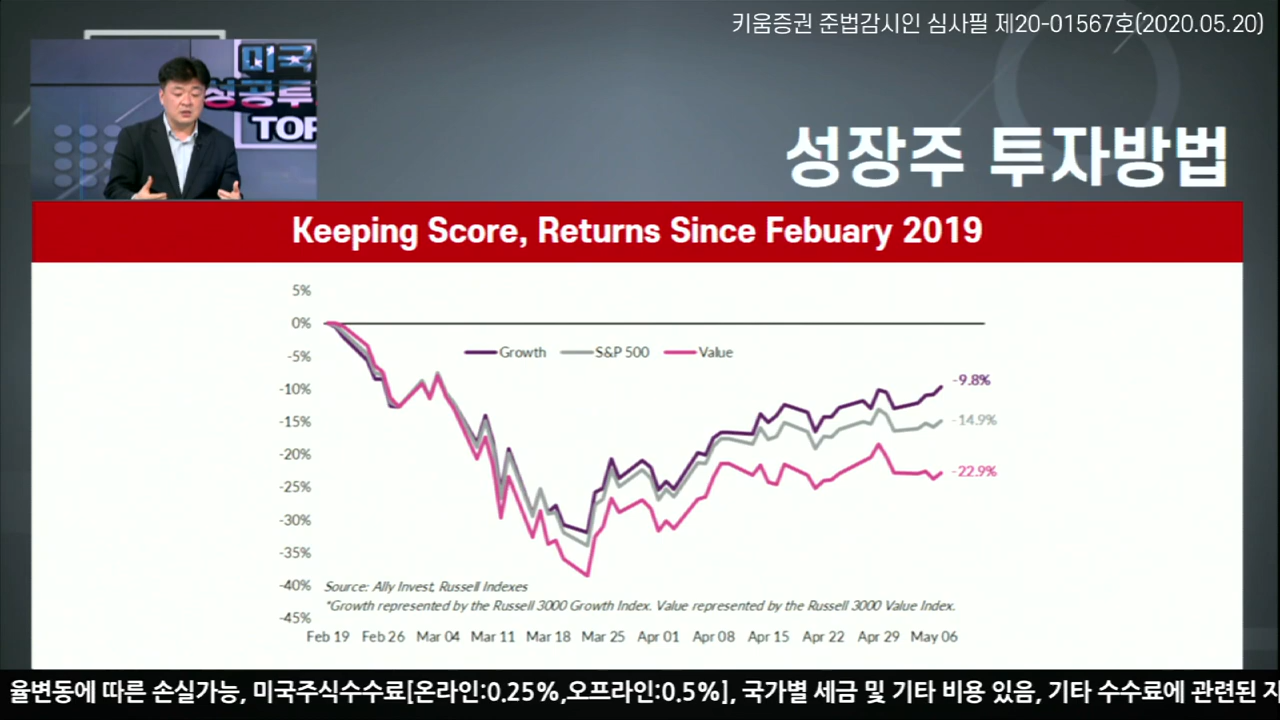 키움증권 준법감시인 심사필 제20-01567호(2020.05.20)
미국
성공투
TOP
성장주 투자방법
Keeping Score, Returns Since Febuary 2019
5%
0%
-5%
-10%
-15%
-20%
-25%
-30%
-35%
-40%
-45%
Growth
S&P 500
Value
-9.8%
-14.9%
-22.9%
Source: Ally Invest, Russell Indexes
*Growth represented by the Russell 3000 Growth Index. Value represented by the Russell 3000 Value Index.
Feb 19 Feb 26 Mar 04 Mar 11 Mar 18 Mar 25 Apr 01 Apr 08 Apr 15 Apr 22 Apr 29 May 06
율변동에 따른 손실가능, 미국주식수수료[온라인:0.25%,오프라인:0.5%], 국가별 세금 및 기타 비용 있음, 기타 수수료에 관련된